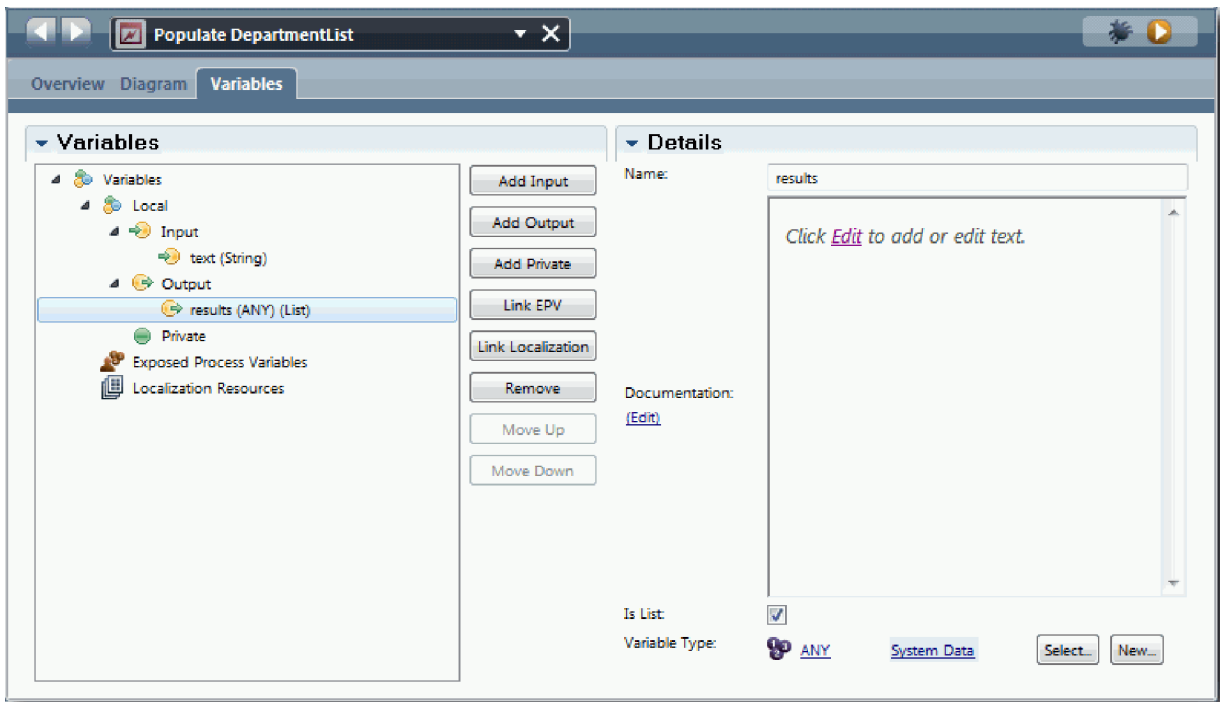 Populate DepartmentList
Overview Diagram Variables
Variables
Variables
Local
Input
text (String)
Output
results (ANY) (List)
Private
Exposed Process Variables
Localization Resources
Add Input
Add Output
Add Private
Link EPV
Link Localization
Remove
Move Up
Move Down
Details
Name: results
Click Edit to add or edit text.
Documentation:
(Edit)
Is List:
Variable Type: ANY System Data Select... New...